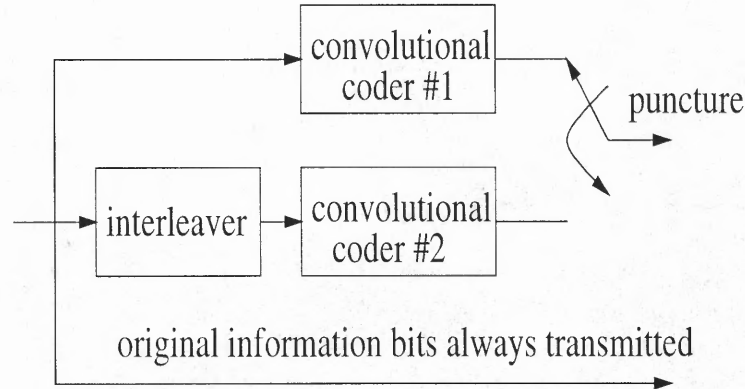 convolutional
coder #1
puncture
interleaver
convolutional
coder #2
original information bits always transmitted